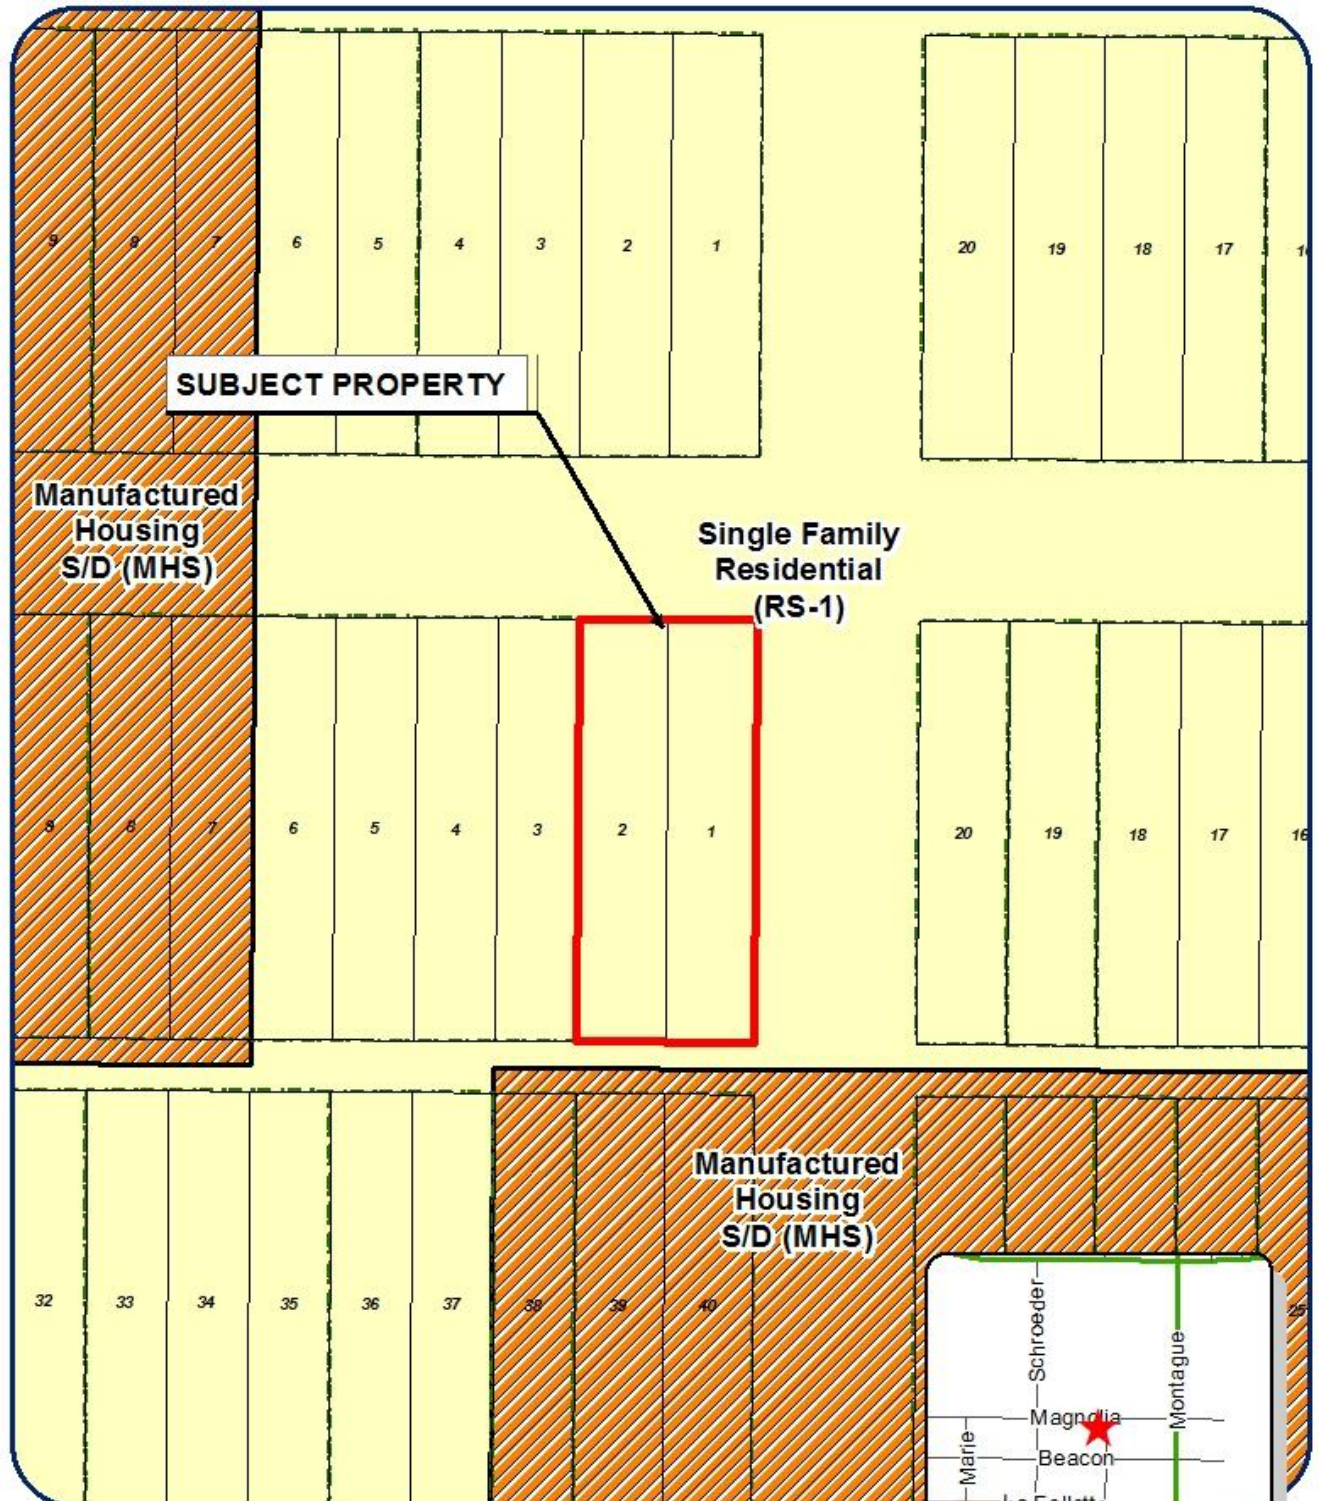 9 8 7 6 5 4 3 2 1 20 19 18 17
SUBJECT PROPERTY
Manufactured
Housing
S/D (MHS)
Single Family
Residential
(RS-1)
8 7 6 5 4 3 2 1 20 19 18 17 16
Manufactured
Housing
S/D (MHS)
32 33 34 35 36 37 38 39 40 25
Schroeder
Montague
Magnolia
Marie
Beacon